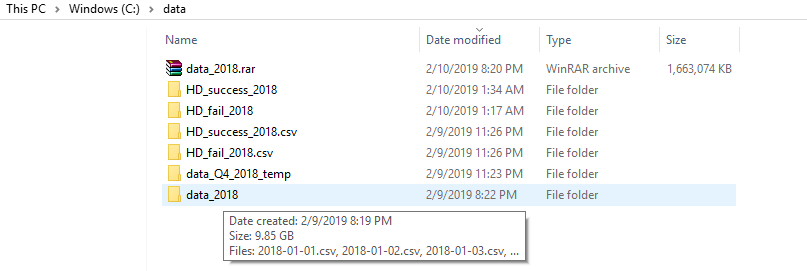 This PC > Windows (C:) > data
Name Date modified Type Size
data_2018.rar 2/10/2019 8:20 PM WinRAR archive 1,663,074 KB
HD_success_2018 2/10/2019 1:34 AM File folder
HD_fail_2018 2/10/2019 1:17 AM File folder
HD_success_2018.csv 2/9/2019 11:26 PM File folder
HD_fail_2018.csv 2/9/2019 11:26 PM File folder
data_Q4_2018_temp 2/9/2019 11:23 PM File folder
data_2018 2/9/2019 8:22 PM File folder
Date created: 2/9/2019 8:19 PM
Size: 9.85 GB
Files: 2018-01-01.csv, 2018-01-02.csv, 2018-01-03.csv, ...